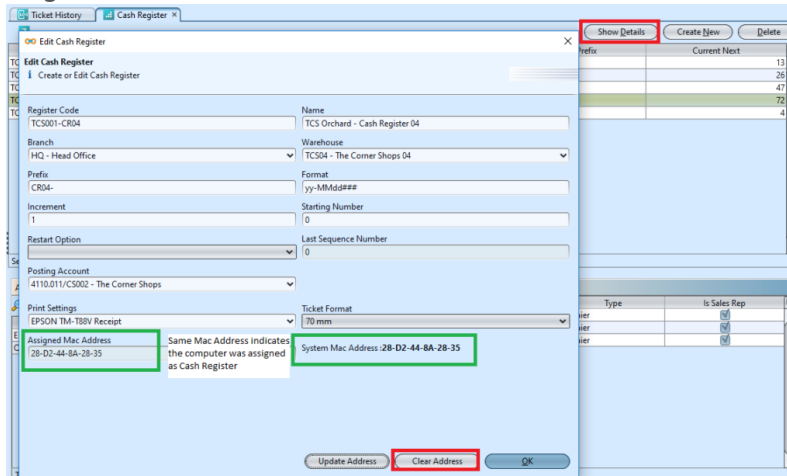 Ticket History
Cash Register
Show Details
Create New
Delete
Prefix
Current Next
13
26
47
72
4
Edit Cash Register
Edit Cash Register
Create or Edit Cash Register
Register Code
Name
TCS001-CR04
TCS Orchard - Cash Register 04
Branch
Warehouse
HQ - Head Office
TCS04 - The Corner Shops 04
Prefix
Format
CR04-
yy-MMdd###
Increment
Starting Number
1
0
Restart Option
Last Sequence Number
0
Posting Account
4110.011/CS002 - The Corner Shops
Print Settings
Ticket Format
EPSON TM-T88V Receipt
70 mm
Assigned Mac Address
28-D2-44-8A-28-35
Same Mac Address indicates
the computer was assigned
as Cash Register
System Mac Address :28-D2-44-8A-28-35
Type
Is Sales Rep
Update Address
Clear Address
OK